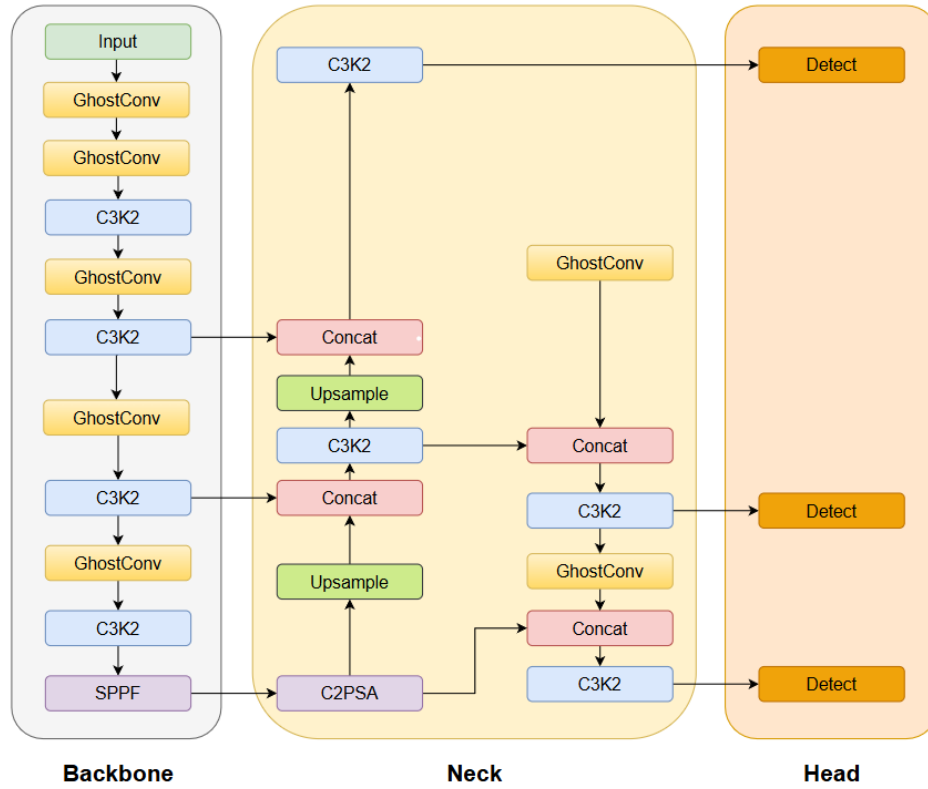 Input
GhostConv
GhostConv
C3K2
GhostConv
C3K2
GhostConv
C3K2
GhostConv
C3K2
SPPF
C3K2
Concat
Upsample
C3K2
Concat
Upsample
C2PSA
GhostConv
Concat
C3K2
GhostConv
Concat
C3K2
Detect
Detect
Detect
Backbone
Neck
Head